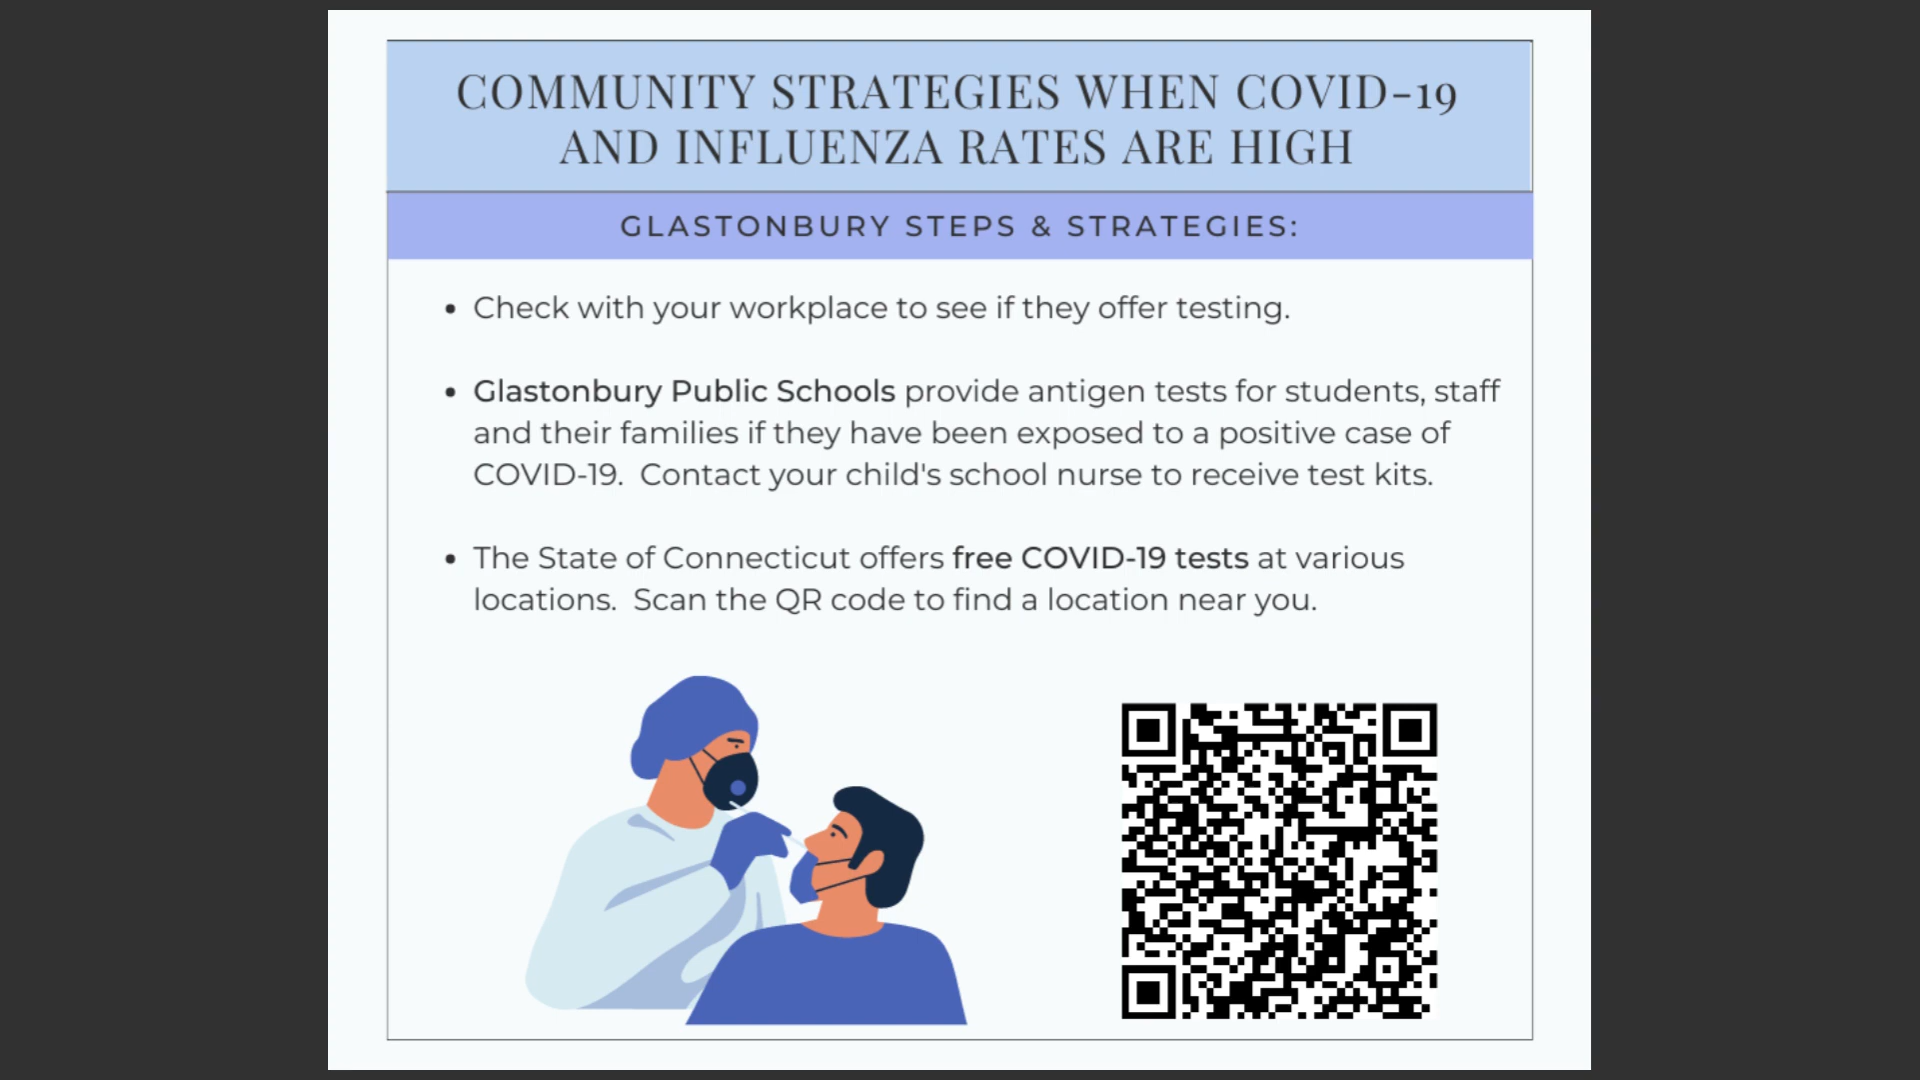 COMMUNITY STRATEGIES WHEN COVID-19
AND INFLUENZA RATES ARE HIGH
GLASTONBURY STEPS & STRATEGIES:
• Check with your workplace to see if they offer testing.
• Glastonbury Public Schools provide antigen tests for students, staff
and their families if they have been exposed to a positive case of
COVID-19.  Contact your child's school nurse to receive test kits.
• The State of Connecticut offers free COVID-19 tests at various
locations.  Scan the QR code to find a location near you.